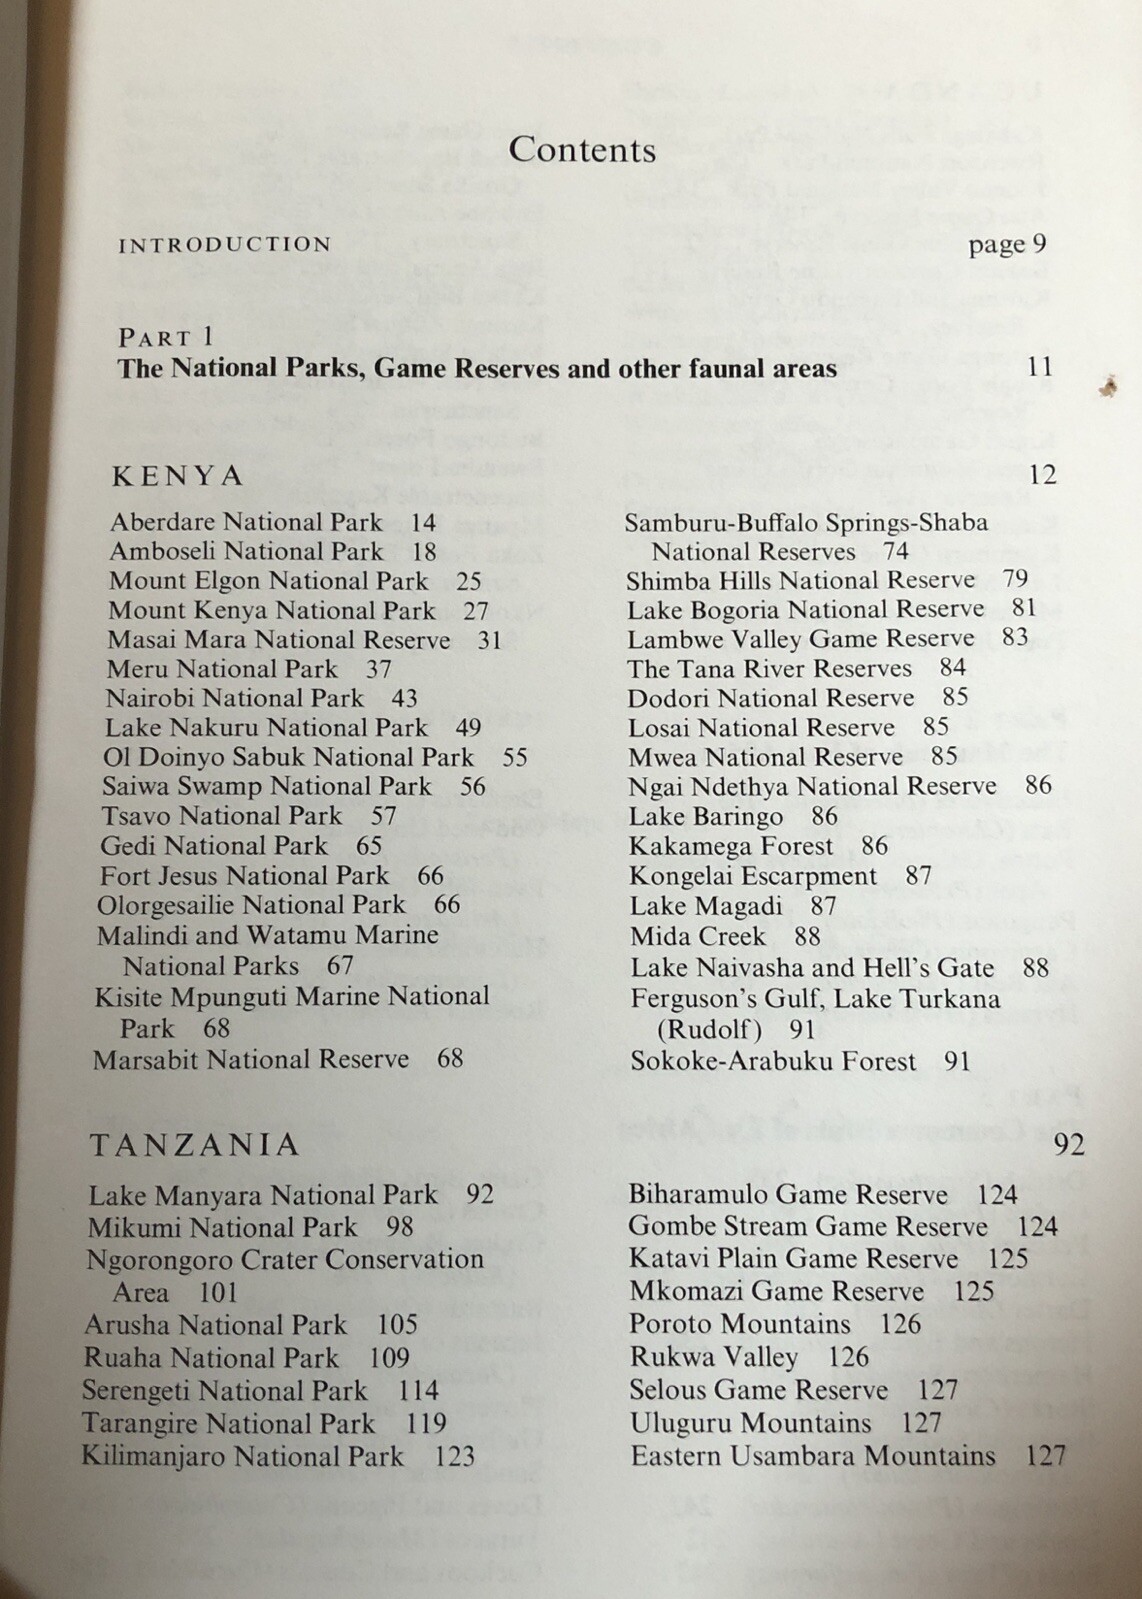 Contents
INTRODUCTION page 9
PART 1
The National Parks, Game Reserves and other faunal areas 11
KENYA 12
Aberdare National Park 14
Amboseli National Park 18
Mount Elgon National Park 25
Mount Kenya National Park 27
Masai Mara National Reserve 31
Meru National Park 37
Nairobi National Park 43
Lake Nakuru National Park 49
Ol Doinyo Sabuk National Park 55
Saiwa Swamp National Park 56
Tsavo National Park 57
Gedi National Park 65
Fort Jesus National Park 66
Olorgesailie National Park 66
Malindi and Watamu Marine
National Parks 67
Kisite Mpunguti Marine National
Park 68
Marsabit National Reserve 68
Samburu-Buffalo Springs-Shaba
National Reserves 74
Shimba Hills National Reserve 79
Lake Bogoria National Reserve 81
Lambwe Valley Game Reserve 83
The Tana River Reserves 84
Dodori National Reserve 85
Losai National Reserve 85
Mwea National Reserve 85
Ngai Ndethya National Reserve 86
Lake Baringo 86
Kakamega Forest 86
Kongelai Escarpment 87
Lake Magadi 87
Mida Creek 88
Lake Naivasha and Hell's Gate 88
Ferguson's Gulf, Lake Turkana
(Rudolf) 91
Sokoke-Arabuku Forest 91
TANZANIA 92
Lake Manyara National Park 92
Mikumi National Park 98
Ngorongoro Crater Conservation
Area 101
Arusha National Park 105
Ruaha National Park 109
Serengeti National Park 114
Tarangire National Park 119
Kilimanjaro National Park 123
Biharamulo Game Reserve 124
Gombe Stream Game Reserve 124
Katavi Plain Game Reserve 125
Mkomazi Game Reserve 125
Poroto Mountains 126
Rukwa Valley 126
Selous Game Reserve 127
Uluguru Mountains 127
Eastern Usambara Mountains 127